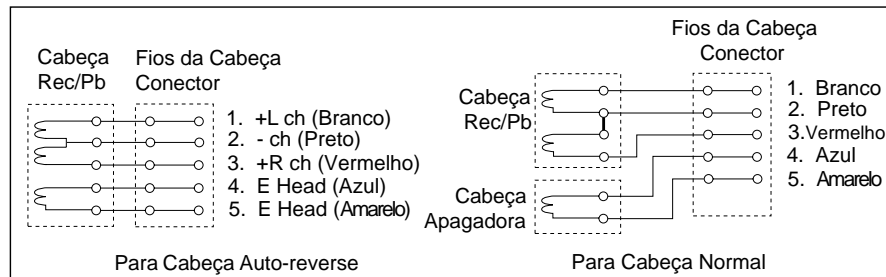 Cabeça
Rec/Pb
Fios da Cabeça
Conector
1. +L ch (Branco)
2. - ch (Preto)
3. +R ch (Vermelho)
4. E Head (Azul)
5. E Head (Amarelo)
Para Cabeça Auto-reverse
Fios da Cabeça
Conector
Cabeça
Rec/Pb
Cabeça
Apagadora
1. Branco
2. Preto
3.Vermelho
4. Azul
5. Amarelo
Para Cabeça Normal